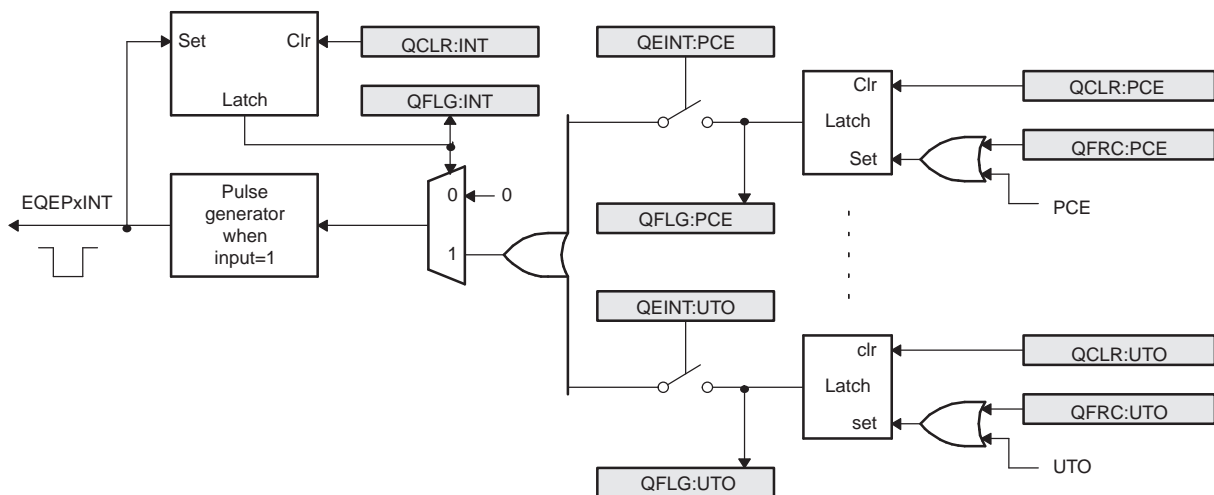 Set
Clr
Latch
QCLR:INT
QFLG:INT
EQEPxINT
Pulse
generator
when
input=1
0
0
1
QEINT:PCE
QFLG:PCE
Clr
Latch
Set
QCLR:PCE
QFRC:PCE
PCE
QEINT:UTO
QFLG:UTO
clr
Latch
set
QCLR:UTO
QFRC:UTO
UTO